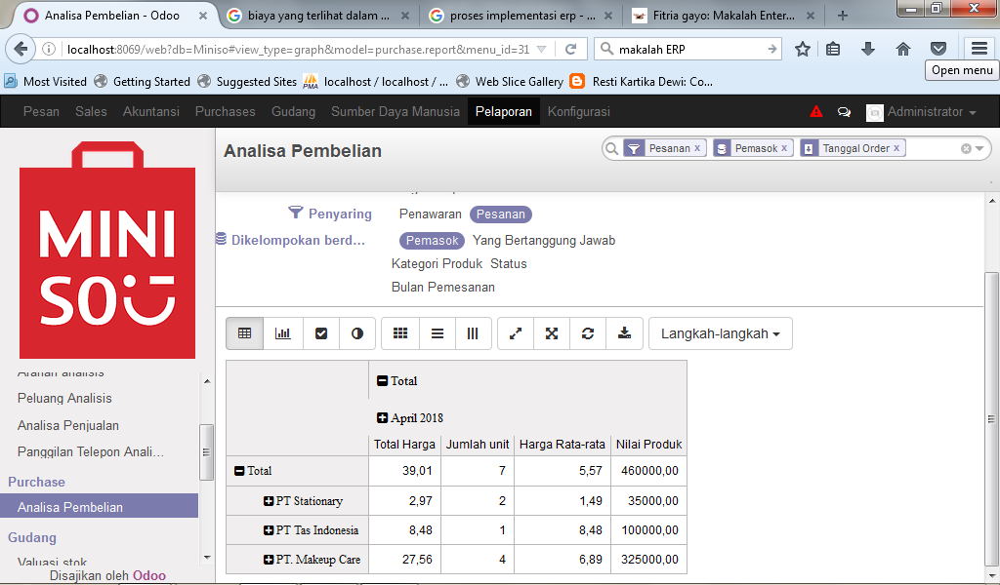 Analisa Pembelian - Odoo
biaya yang terlihat dalam ...
proses implementasi erp - ...
Fitria gayo: Makalah Enter...
localhost:8069/web?db=Miniso#view_type=graph&model=purchase.report&menu_id=31
makalah ERP
Open menu
Most Visited Getting Started Suggested Sites localhost / localhost / ... Web Slice Gallery Resti Kartika Dewi: Co...
Pesan Sales Akuntansi Purchases Gudang Sumber Daya Manusia Pelaporan Konfigurasi Administrator
MINI
SO
Analisa Pembelian
Pesanan x Pemasok x Tanggal Order x
Penyaring Penawaran Pesanan
Dikelompokan berd... Pemasok Yang Bertanggung Jawab
Kategori Produk Status
Bulan Pemesanan
Langkah-langkah
Aranan analisis
Peluang Analisis
Analisa Penjualan
Panggilan Telepon Anali...
Purchase
Analisa Pembelian
Gudang
Valuasi stok
Disajikan oleh Odoo
Total
April 2018
Total Harga Jumlah unit Harga Rata-rata Nilai Produk
Total 39,01 7 5,57 460000,00
PT Stationary 2,97 2 1,49 35000,00
PT Tas Indonesia 8,48 1 8,48 100000,00
PT. Makeup Care 27,56 4 6,89 325000,00